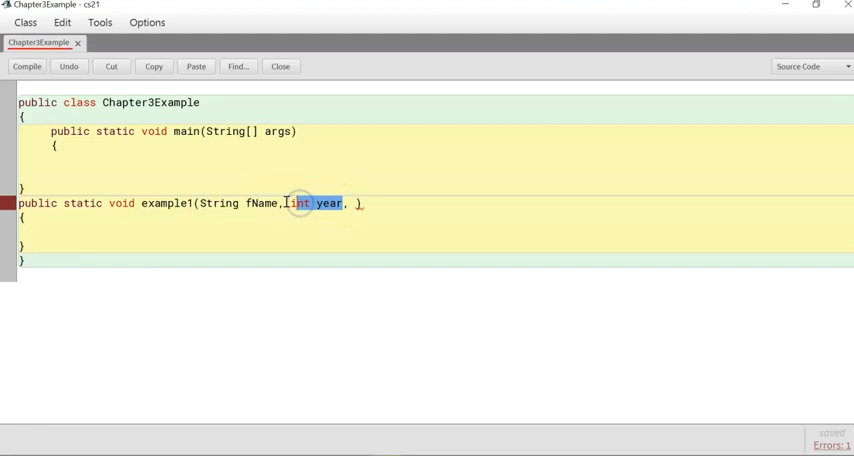 Chapter3Example - cs21
Class Edit Tools Options
Chapter3Example
Compile Undo Cut Copy Paste Find... Close Source Code
public class Chapter3Example
{
public static void main(String[] args)
{
}
public static void example1(String fName, int year, )
{
}
}
saved
Errors: 1